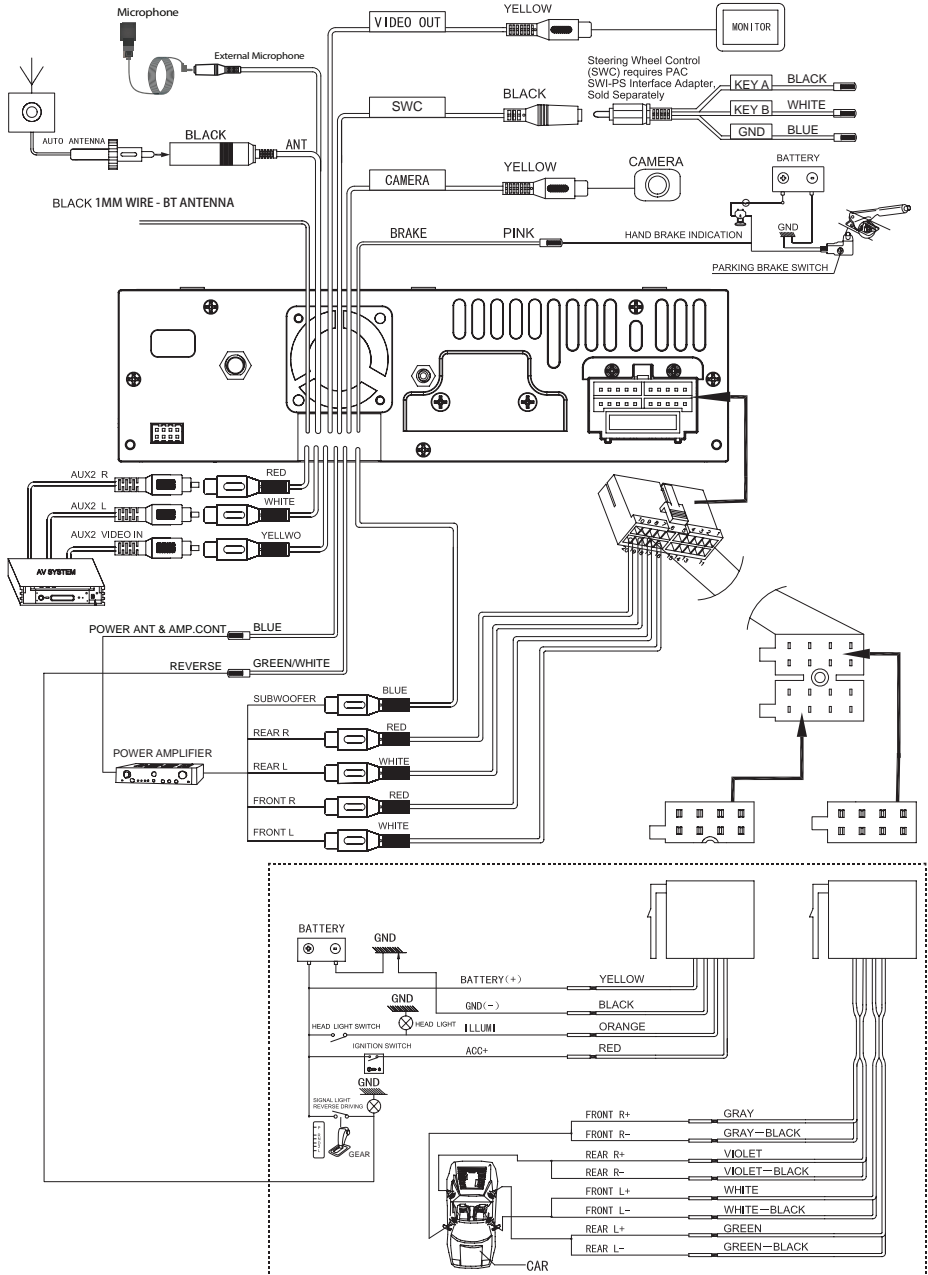 Microphone
External Microphone
VIDEO OUT
YELLOW
MONITOR
Steering Wheel Control
(SWC) requires PAC
SWI-PS Interface Adapter,
Sold Separately
SWC
BLACK
KEY A
BLACK
KEY B
WHITE
GND
BLUE
AUTO ANTENNA
BLACK
ANT
CAMERA
YELLOW
CAMERA
BATTERY
BLACK 1MM WIRE - BT ANTENNA
BRAKE
PINK
HAND BRAKE INDICATION
GND
PARKING BRAKE SWITCH
AUX2 R
RED
AUX2 L
WHITE
AUX2 VIDEO IN
YELLWO
AV SYSTEM
POWER ANT & AMP.CONT
BLUE
REVERSE
GREEN/WHITE
SUBWOOFER
BLUE
REAR R
RED
POWER AMPLIFIER
REAR L
WHITE
FRONT R
RED
FRONT L
WHITE
BATTERY
GND
BATTERY(+)
YELLOW
GND(-)
BLACK
GND
HEAD LIGHT SWITCH
HEAD LIGHT
ILLUMI
ORANGE
IGNITION SWITCH
ACC+
RED
GND
SIGNAL LIGHT
REVERSE DRIVING
GEAR
FRONT R+
GRAY
FRONT R-
GRAY-BLACK
REAR R+
VIOLET
REAR R-
VIOLET-BLACK
FRONT L+
WHITE
FRONT L-
WHITE-BLACK
REAR L+
GREEN
REAR L-
GREEN-BLACK
CAR